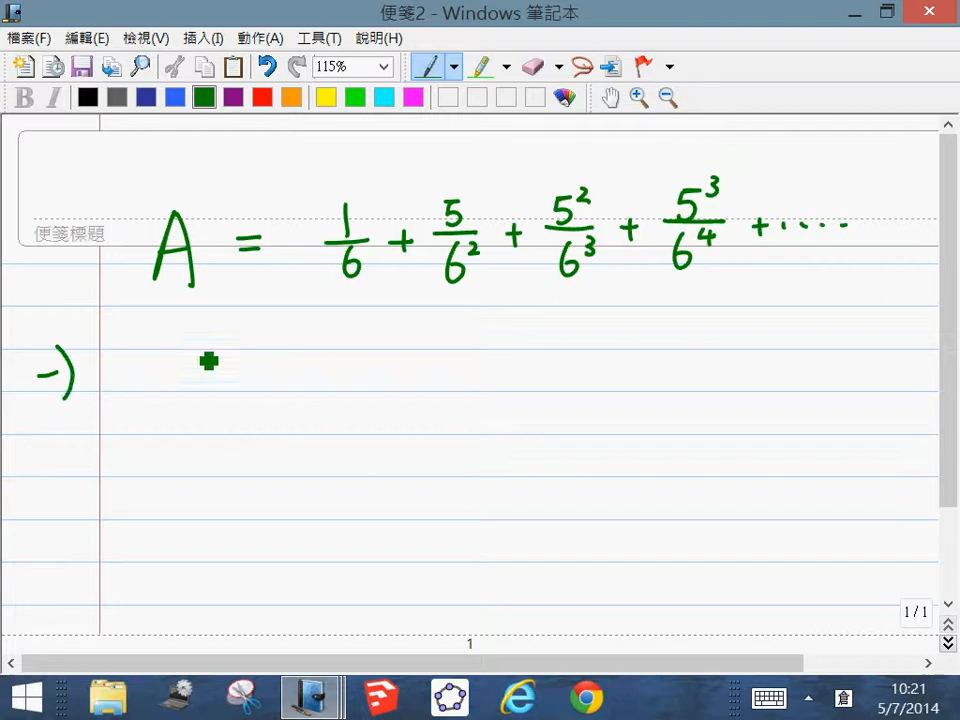 便箋2 - Windows 筆記本
檔案(F) 編輯(E) 檢視(V) 插入(I) 動作(A) 工具(T) 說明(H)
115%
B I
便箋標題
A = 1/6 + 5/6² + 5²/6³ + 5³/6⁴ + ....
-)
1 / 1
1
倉
10:21
5/7/2014